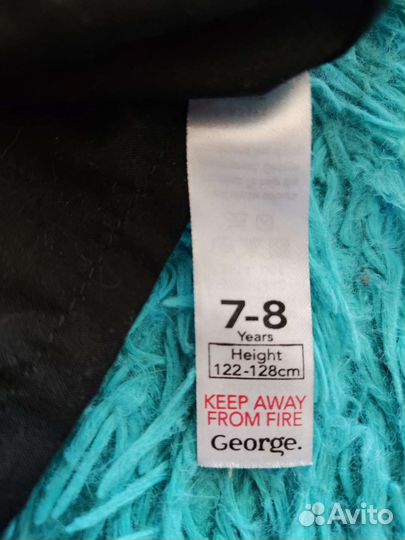 7-8
Years
Height
122-128cm
KEEP AWAY
FROM FIRE
George.
Avito